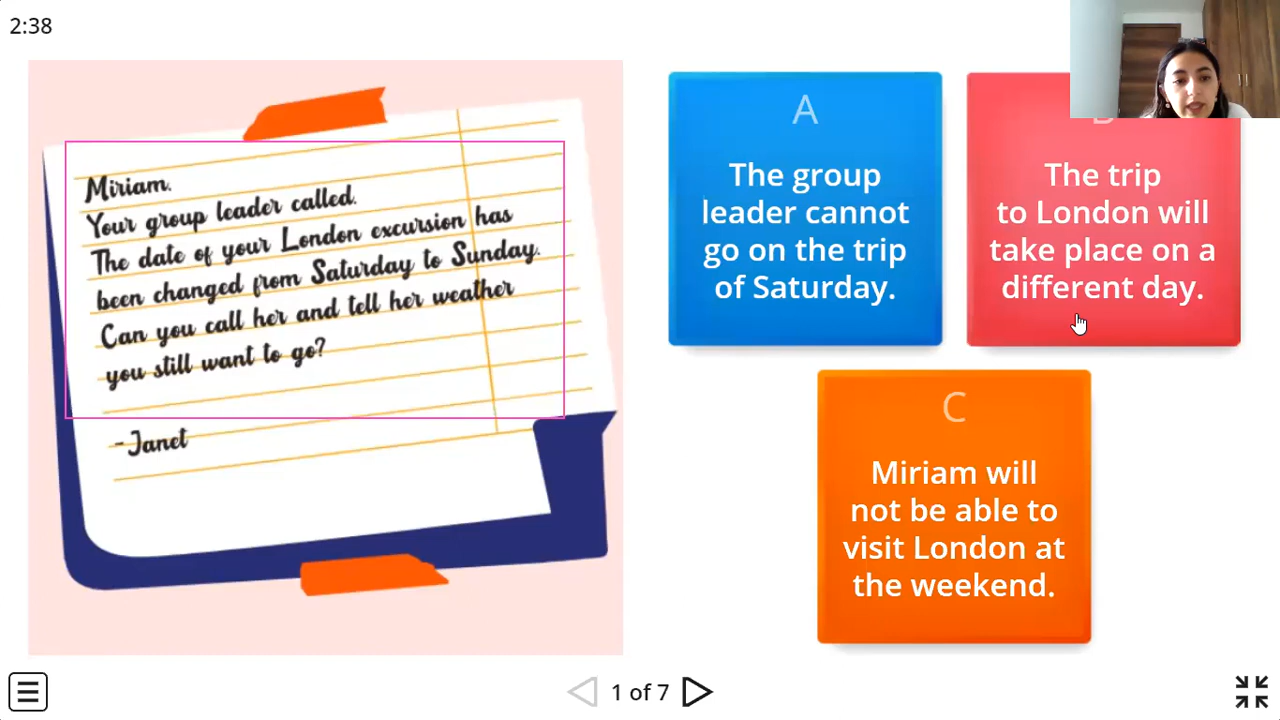 2:38
Miriam.
Your group leader called.
The date of your London excursion has
been changed from Saturday to Sunday.
Can you call her and tell her weather
you still want to go?
-Janet
A
The group
leader cannot
go on the trip
of Saturday.
The trip
to London will
take place on a
different day.
C
Miriam will
not be able to
visit London at
the weekend.
1 of 7